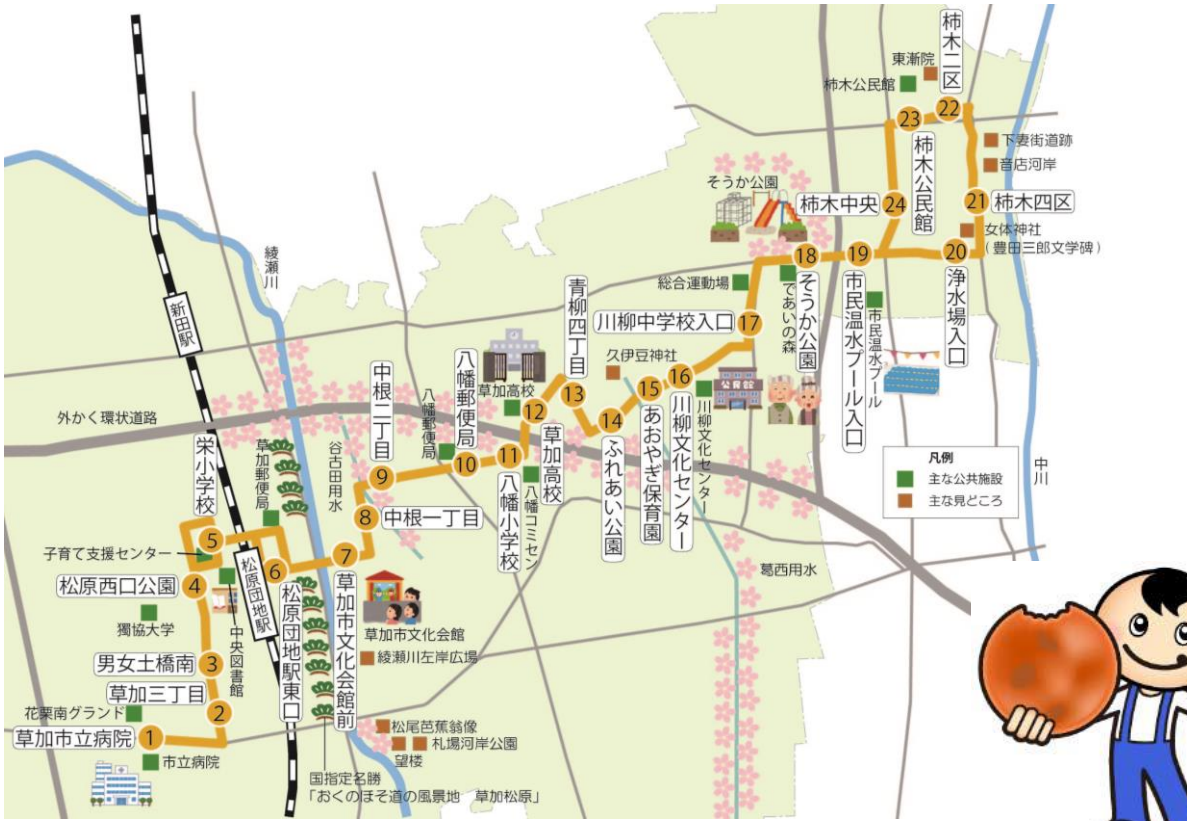 柿木二区
東漸院
柿木公民館
22
23
柿木公民館
下妻街道跡
音店河岸
そうか公園
柿木中央
24
21
柿木四区
女体神社
(豊田三郎文学碑)
綾瀬川
新田駅
青柳四丁目
総合運動場
18
19
20
そうか公園
であいの森
市民温水プール入口
市民温水プール
浄水場入口
川柳中学校入口
17
中根二丁目
八幡郵便局
八幡郵便局
草加高校
久伊豆神社
公民館
外かく環状道路
12
13
14
15
16
草加高校
ふれあい公園
あおやぎ保育園
川柳文化センター
川柳文化センター
栄小学校
草加郵便局
谷古田用水
9
10
11
八幡小学校
八幡コミセン
凡例
主な公共施設
主な見どころ
中川
8
中根一丁目
子育て支援センター
5
松原団地駅
6
7
松原西口公園
4
松原団地駅東口
草加市文化会館前
葛西用水
獨協大学
中央図書館
草加市文化会館
綾瀬川左岸広場
男女土橋南
3
草加三丁目
2
花栗南グランド
草加市立病院
1
市立病院
松尾芭蕉翁像
札場河岸公園
望楼
国指定名勝
「おくのほそ道の風景地 草加松原」